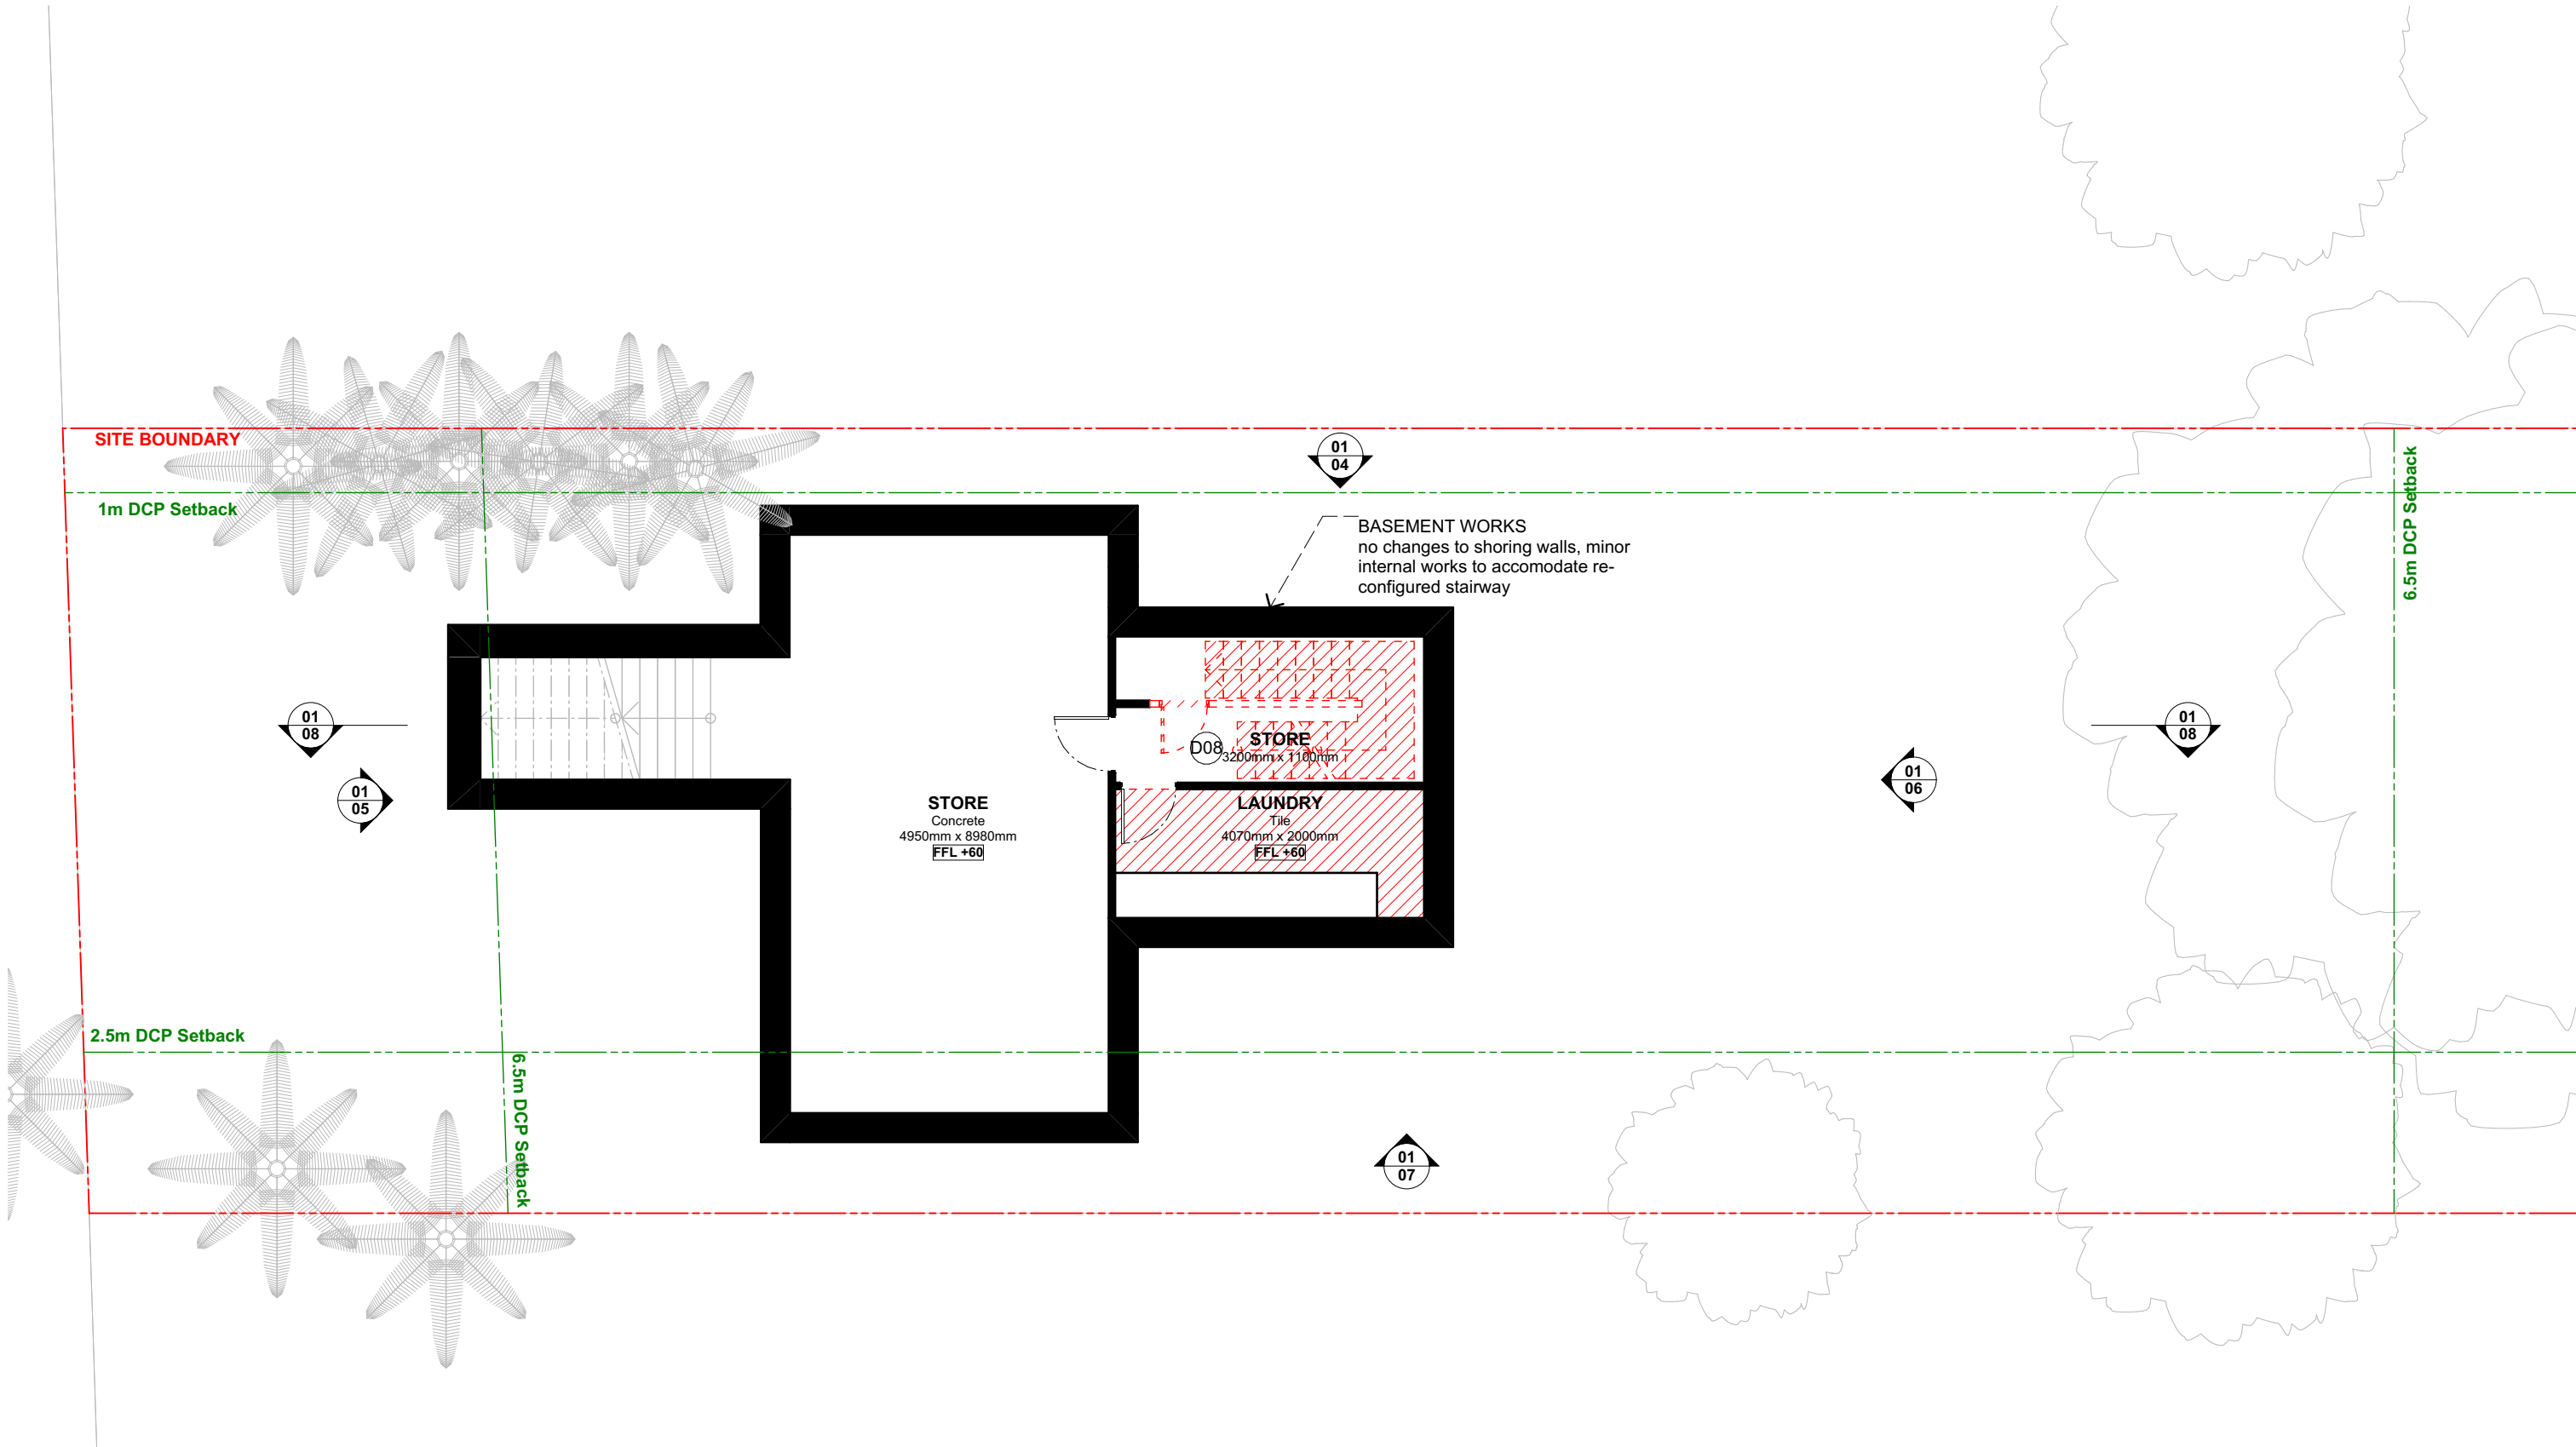 SITE BOUNDARY
01
04
6.5m DCP Setback
1m DCP Setback
BASEMENT WORKS
no changes to shoring walls, minor
internal works to accomodate re-
configured stairway
01
08
01
08
D08
STORE
3200mm x 1100mm
01
06
01
05
STORE
Concrete
4950mm x 8980mm
FFL +60
LAUNDRY
Tile
4070mm x 2000mm
FFL +60
2.5m DCP Setback
6.5m DCP Setback
01
07